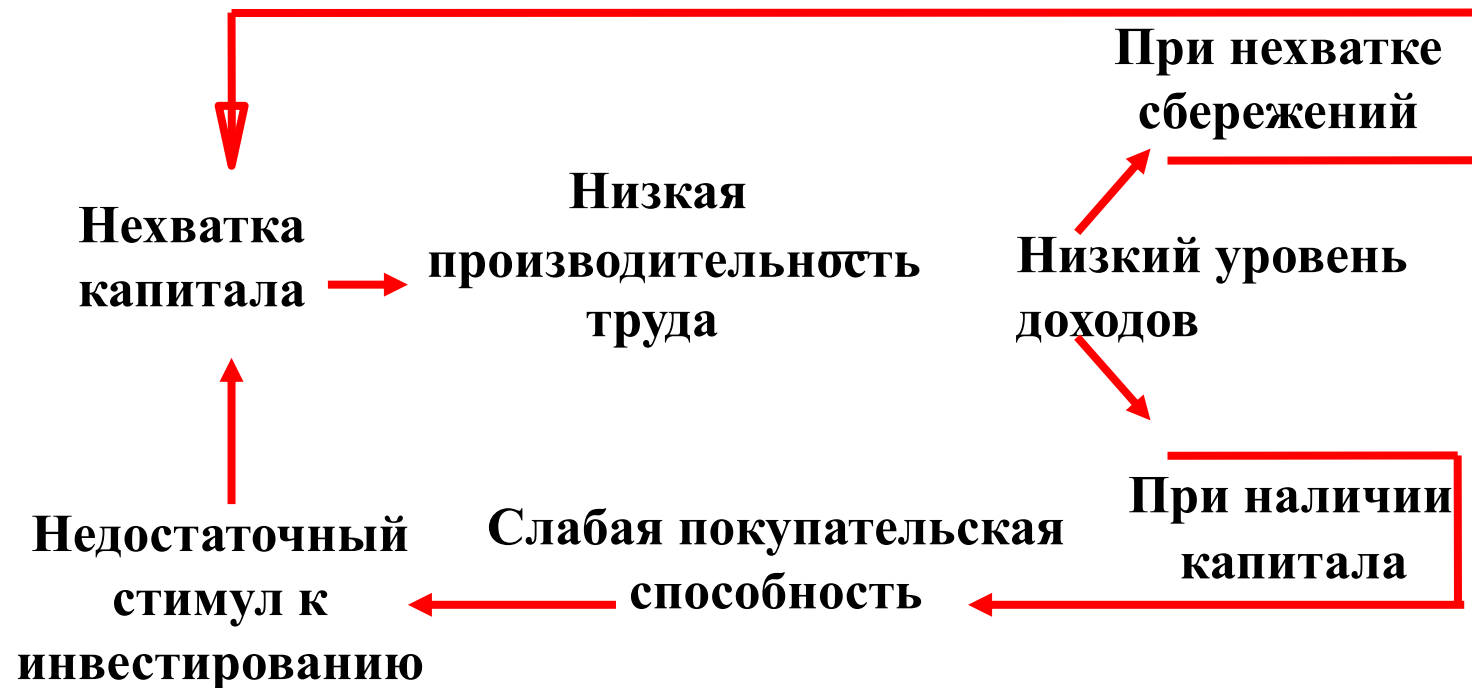 При нехватке
сбережений
Нехватка
капитала
Низкая
производительность
труда
Низкий уровень
доходов
При наличии
капитала
Слабая покупательская
способность
Недостаточный
стимул к
инвестированию